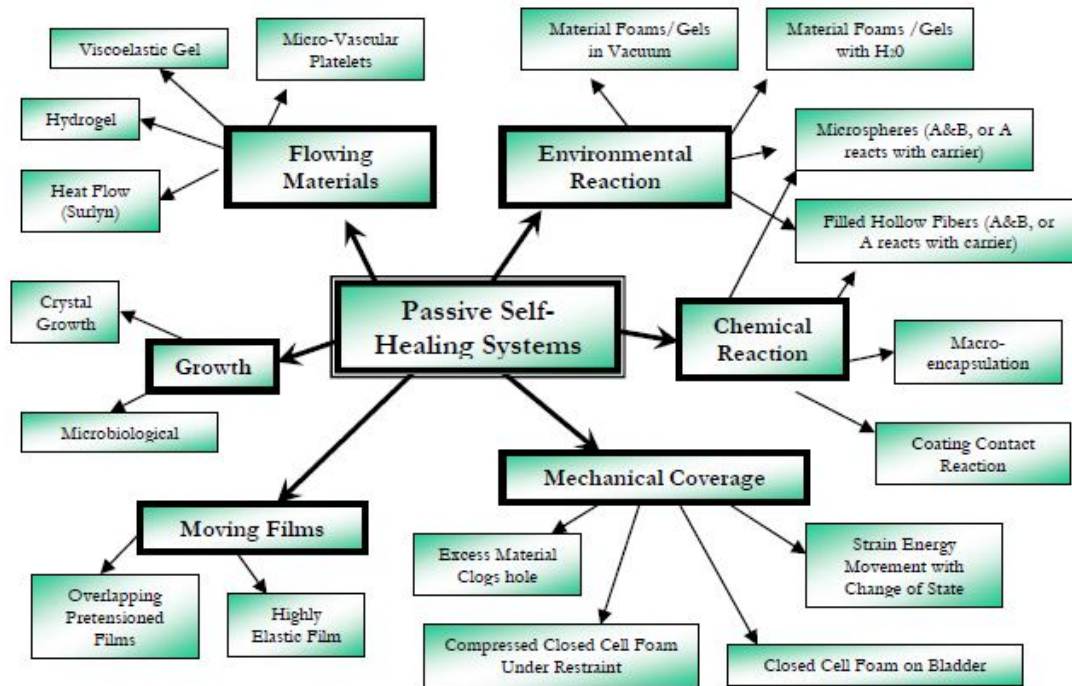 Viscoelastic Gel
Micro-Vascular
Platelets
Material Foams/Gels
in Vacuum
Material Foams /Gels
with H20
Hydrogel
Flowing
Materials
Environmental
Reaction
Microspheres (A&B, or A
reacts with carrier)
Heat Flow
(Surlyn)
Filled Hollow Fibers (A&B, or
A reacts with carrier)
Crystal
Growth
Passive Self-
Healing Systems
Chemical
Reaction
Growth
Macro-
encapsulation
Microbiological
Coating Contact
Reaction
Mechanical Coverage
Moving Films
Excess Material
Clogs hole
Strain Energy
Movement with
Change of State
Overlapping
Pretensioned
Films
Highly
Elastic Film
Compressed Closed Cell Foam
Under Restraint
Closed Cell Foam on Bladder